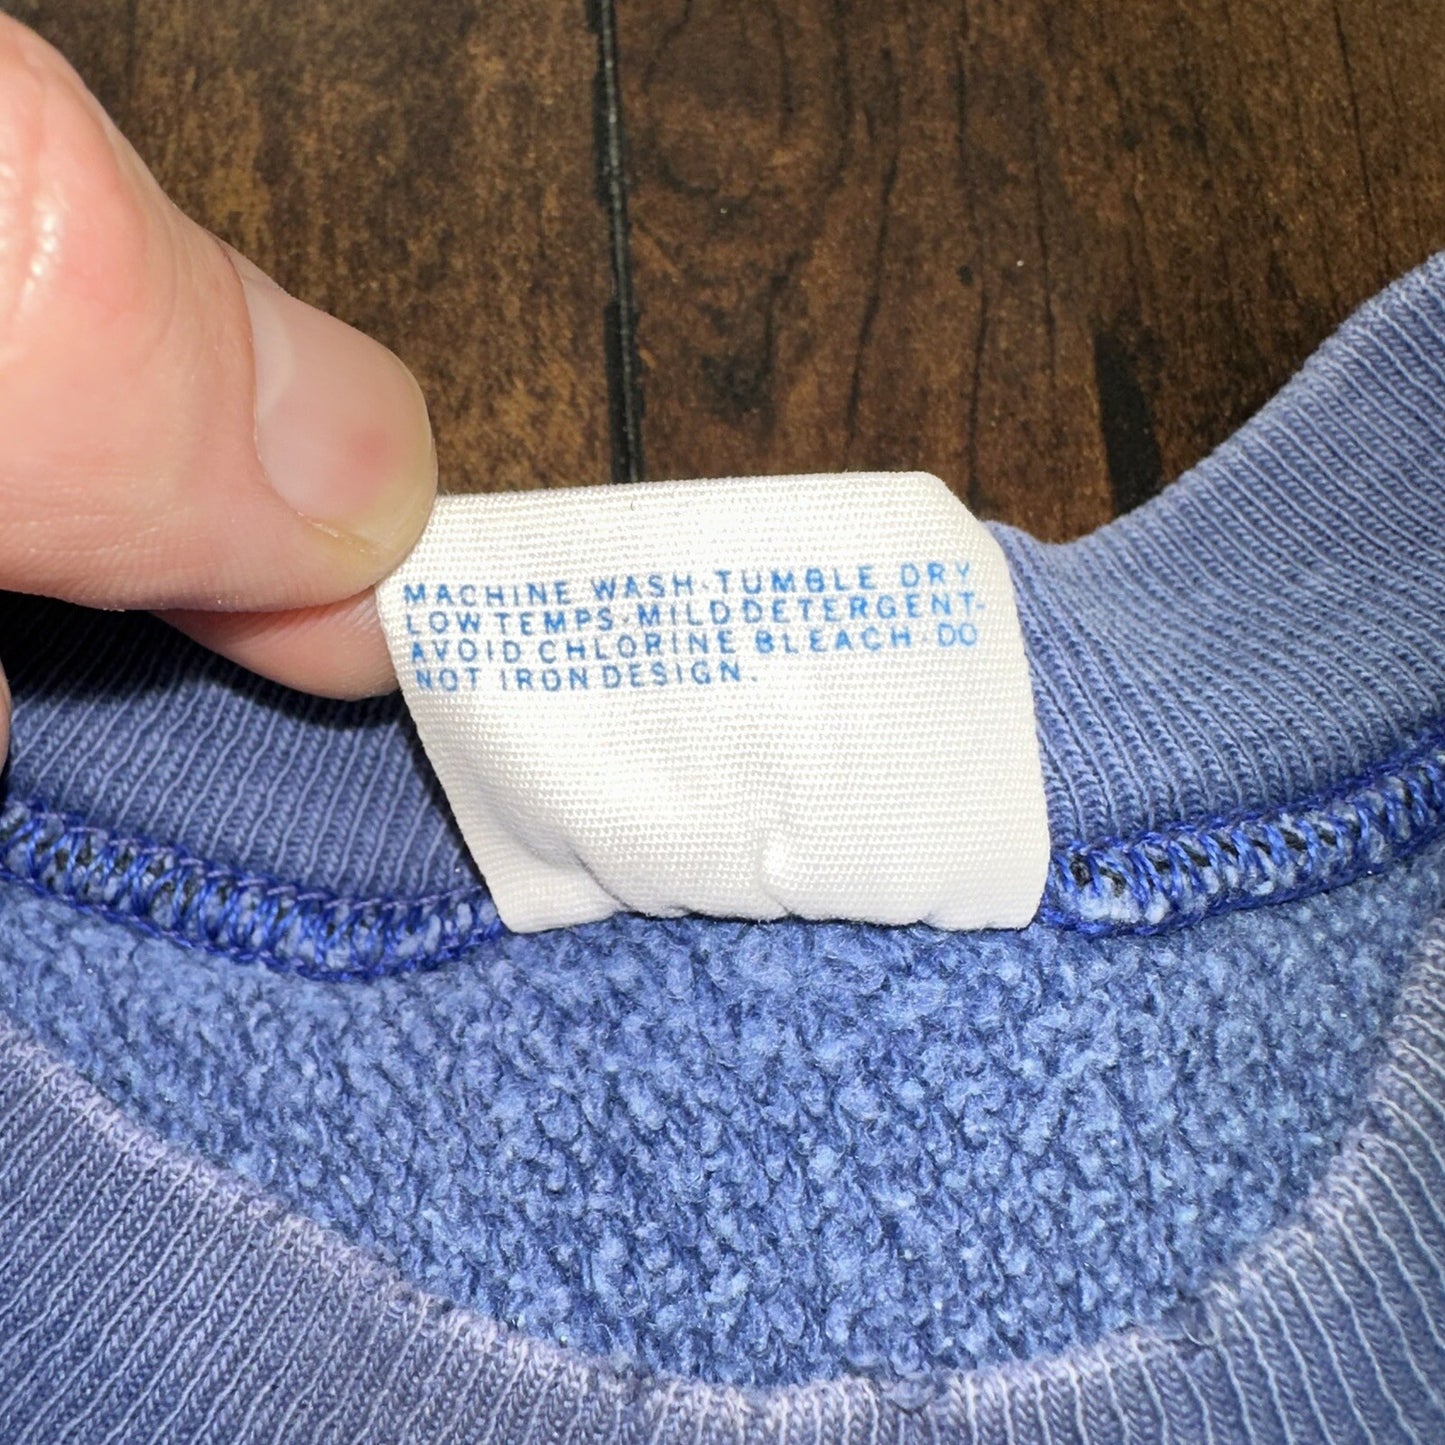 MACHINE WASH·TUMBLE DRY
LOW TEMPS·MILD DETERGENT-
AVOID CHLORINE BLEACH·DO
NOT IRON DESIGN.